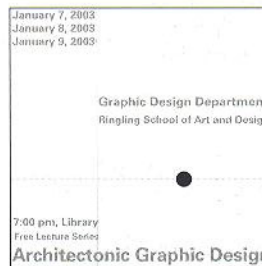 January 7, 2003
January 8, 2003
January 9, 2003
Graphic Design Departmen
Ringling School of Art and Desig
7:00 pm, Library
Free Lecture Series
Architectonic Graphic Design